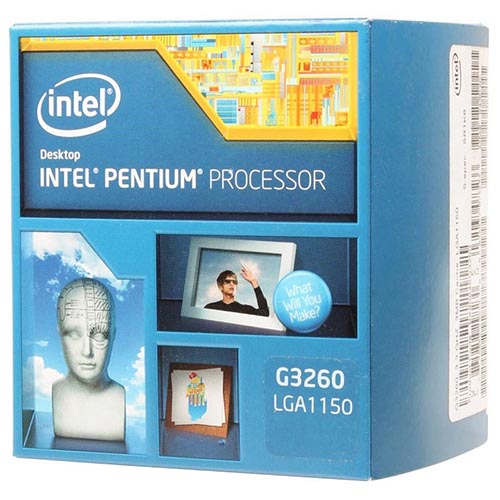 intel
Desktop
INTEL® PENTIUM® PROCESSOR
What
Will You
Make?
G3260
LGA1150